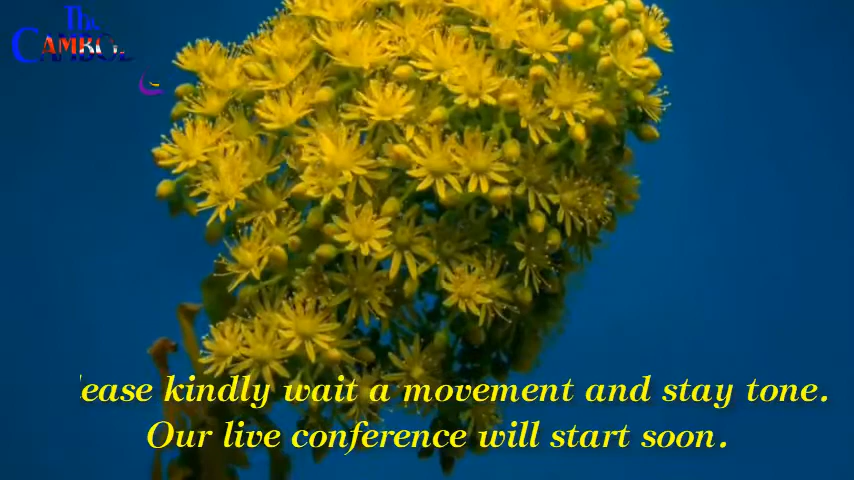 The
kindly wait a movement and stay tone.
Our live conference will start soon.